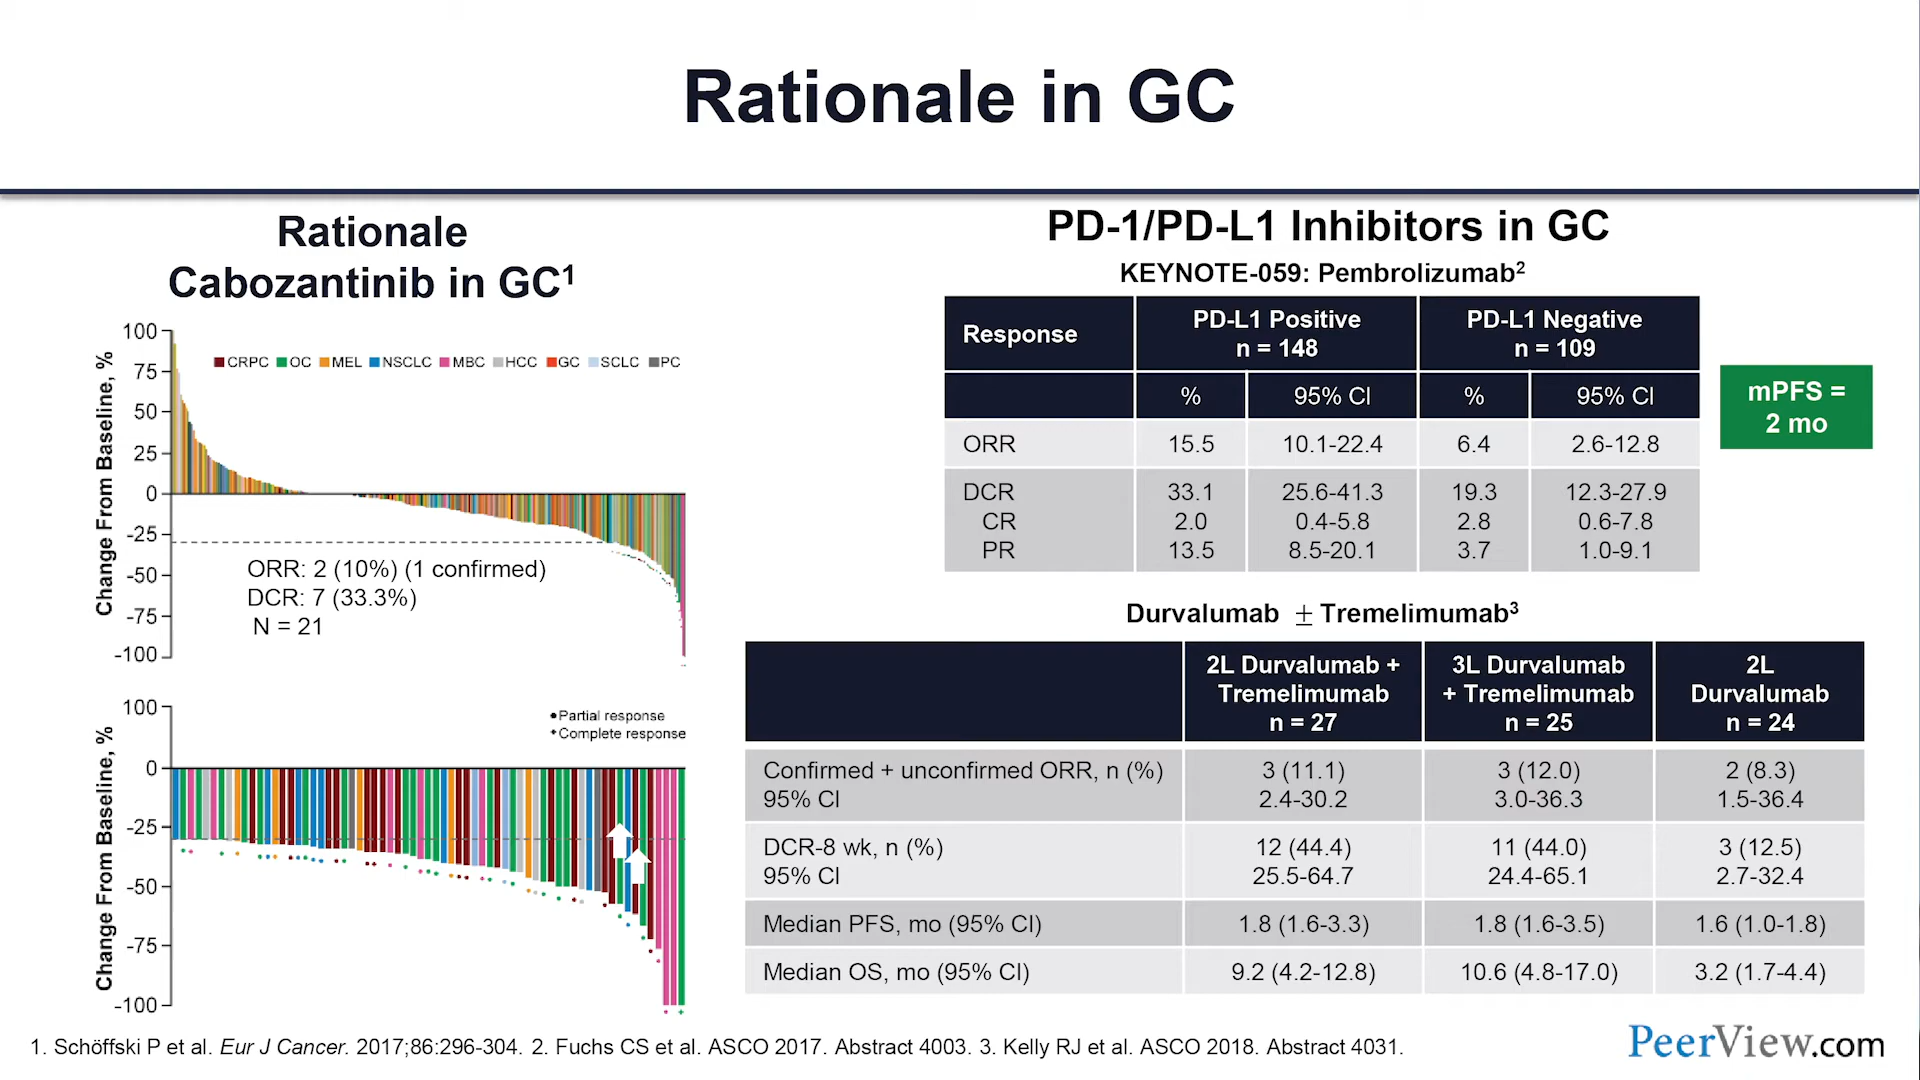 Rationale in GC
Rationale
Cabozantinib in GC1
100
75
50
25
0
-25
-50
-75
-100
Change From Baseline, %
CRPC OC MEL NSCLC MBC HCC GC SCLC PC
ORR: 2 (10%) (1 confirmed)
DCR: 7 (33.3%)
N = 21
100
0
-25
-50
-75
-100
Change From Baseline, %
Partial response
Complete response
PD-1/PD-L1 Inhibitors in GC
KEYNOTE-059: Pembrolizumab2
Response
PD-L1 Positive
n = 148
PD-L1 Negative
n = 109
% 95% CI % 95% CI
ORR 15.5 10.1-22.4 6.4 2.6-12.8
DCR 33.1 25.6-41.3 19.3 12.3-27.9
CR 2.0 0.4-5.8 2.8 0.6-7.8
PR 13.5 8.5-20.1 3.7 1.0-9.1
mPFS =
2 mo
Durvalumab ± Tremelimumab3
2L Durvalumab +
Tremelimumab
n = 27
3L Durvalumab
+ Tremelimumab
n = 25
2L
Durvalumab
n = 24
Confirmed + unconfirmed ORR, n (%) 3 (11.1) 3 (12.0) 2 (8.3)
95% CI 2.4-30.2 3.0-36.3 1.5-36.4
DCR-8 wk, n (%) 12 (44.4) 11 (44.0) 3 (12.5)
95% CI 25.5-64.7 24.4-65.1 2.7-32.4
Median PFS, mo (95% CI) 1.8 (1.6-3.3) 1.8 (1.6-3.5) 1.6 (1.0-1.8)
Median OS, mo (95% CI) 9.2 (4.2-12.8) 10.6 (4.8-17.0) 3.2 (1.7-4.4)
1. Schöffski P et al. Eur J Cancer. 2017;86:296-304. 2. Fuchs CS et al. ASCO 2017. Abstract 4003. 3. Kelly RJ et al. ASCO 2018. Abstract 4031.
PeerView.com